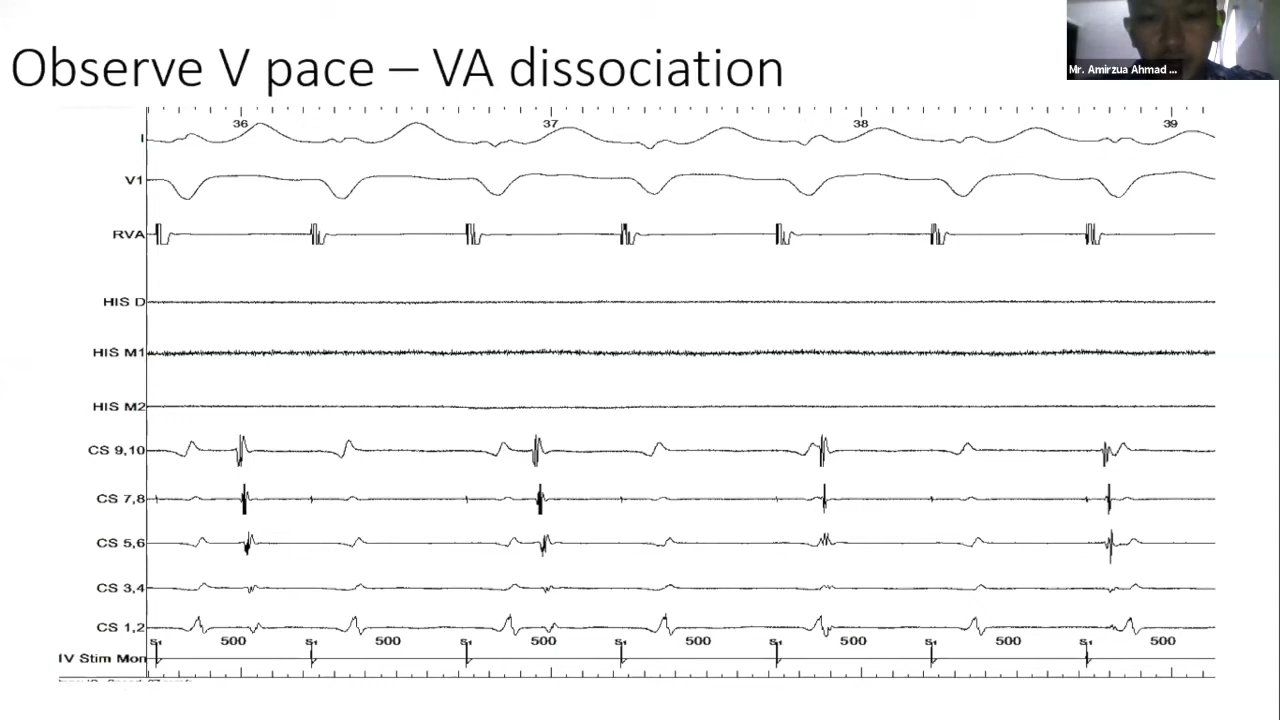 Observe V pace – VA dissociation
Mr. Amirzua Ahmad ...
36 37 38 39
I
V1
RVA
HIS D
HIS M1
HIS M2
CS 9,10
CS 7,8
CS 5,6
CS 3,4
CS 1,2
S1 500 S1 500 S1 500 S1 500 S1 500 S1 500 S1 500
IV Stim Mon